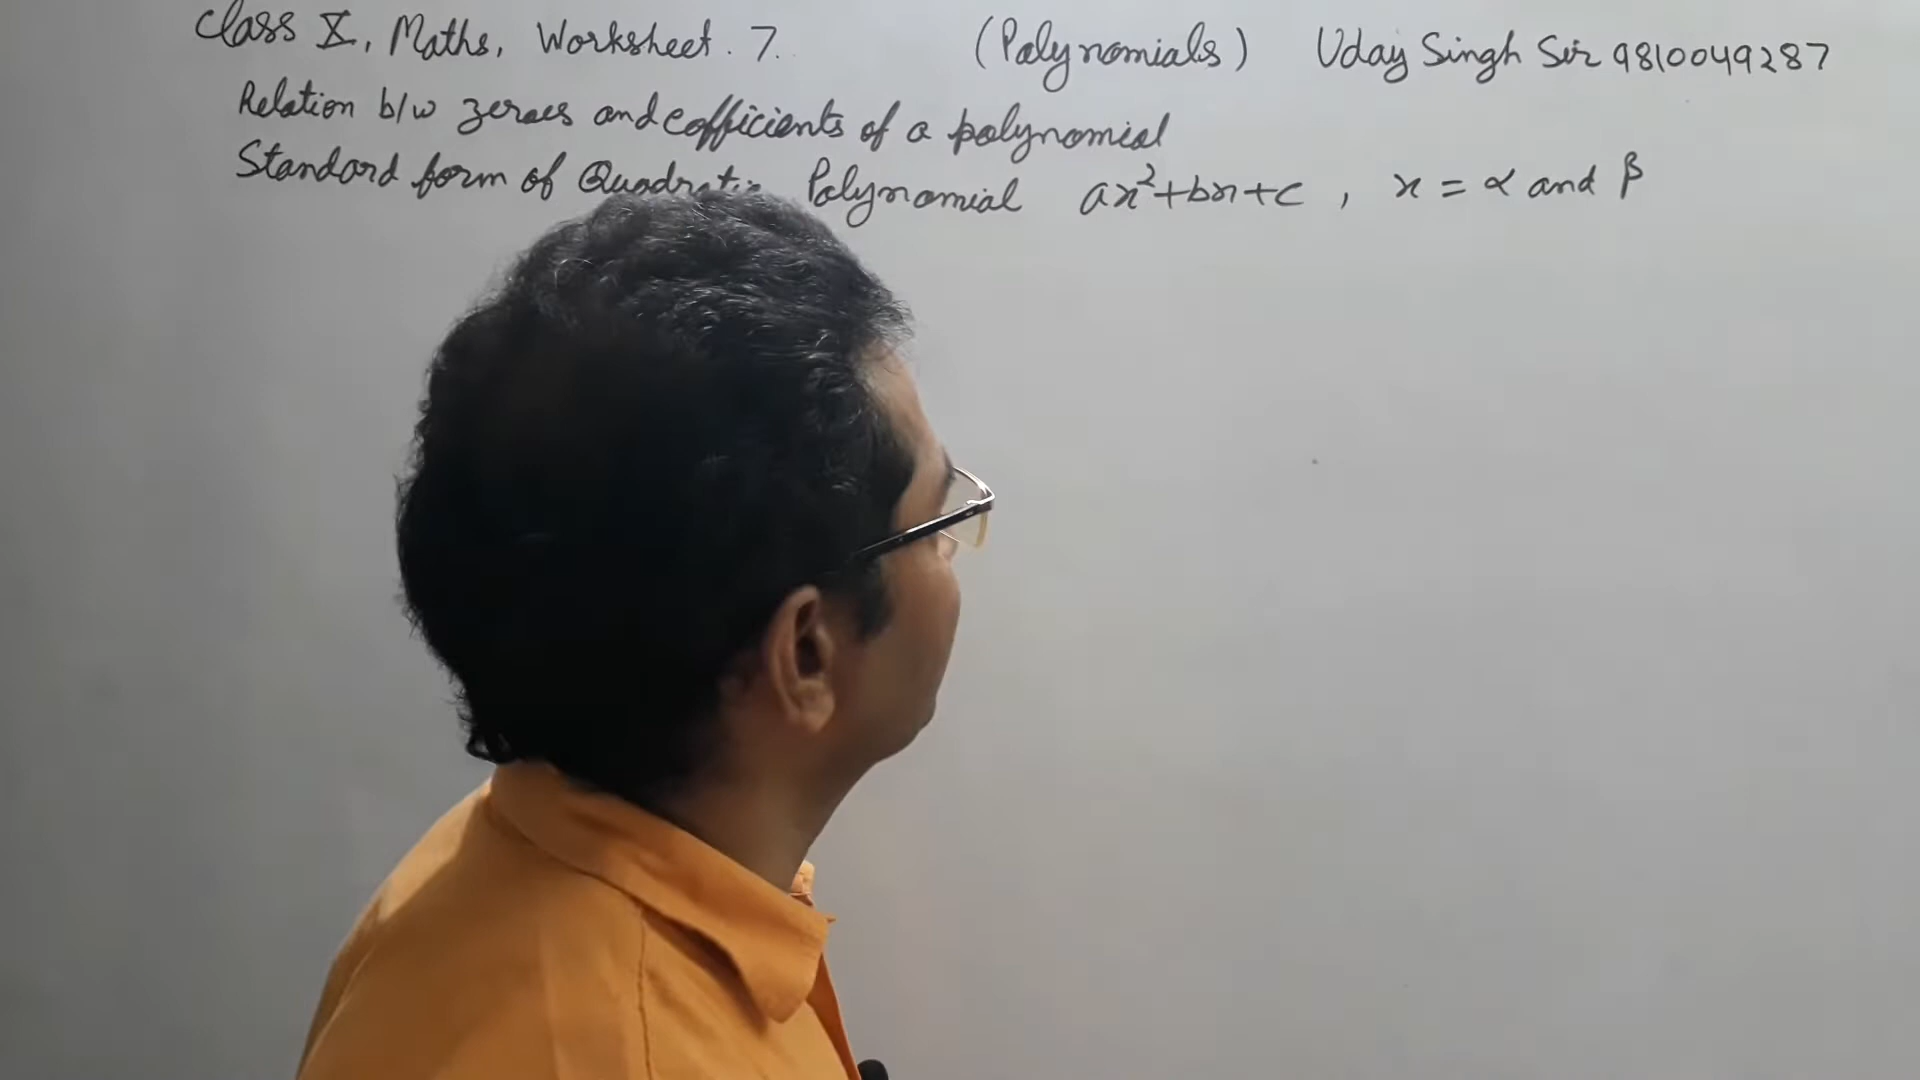 Class X, Maths, Worksheet. 7. (Polynomials) Uday Singh Sir 9810049287
Relation b/w zeroes and cofficients of a polynomial
Standard form of Quadratic Polynomial ax²+bx+c, x = α and β